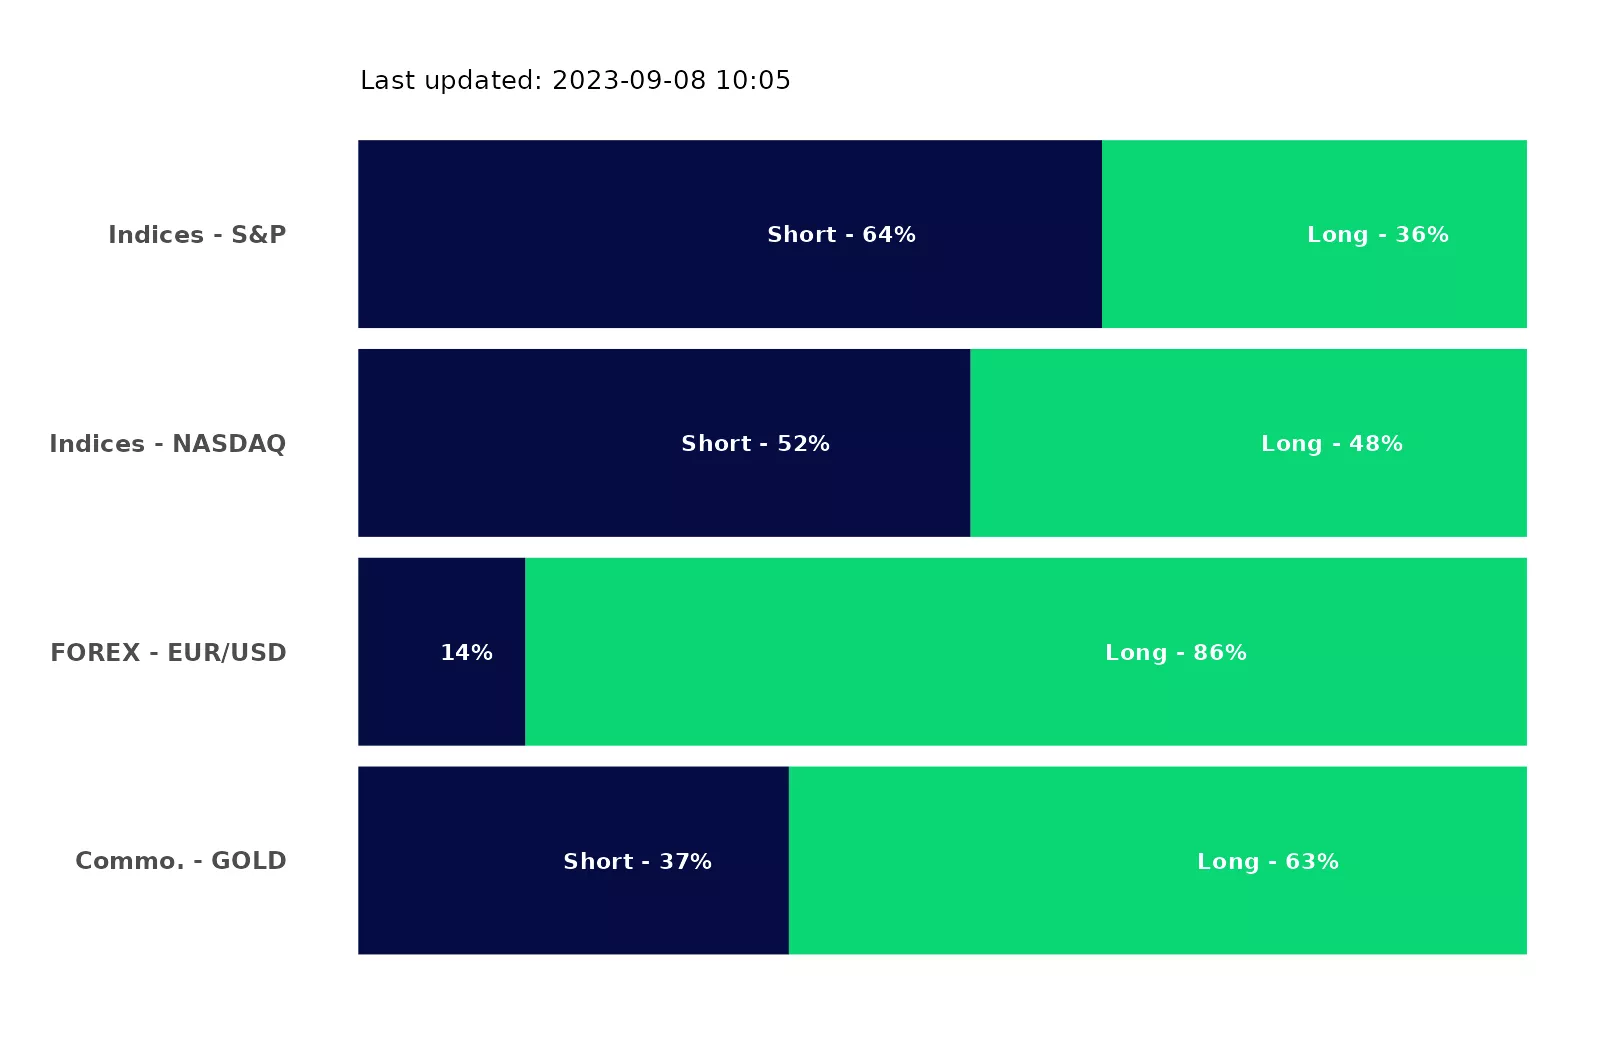 Last updated: 2023-09-08 10:05
Indices - S&P
Short - 64%
Long - 36%
Indices - NASDAQ
Short - 52%
Long - 48%
FOREX - EUR/USD
14%
Long - 86%
Commo. - GOLD
Short - 37%
Long - 63%